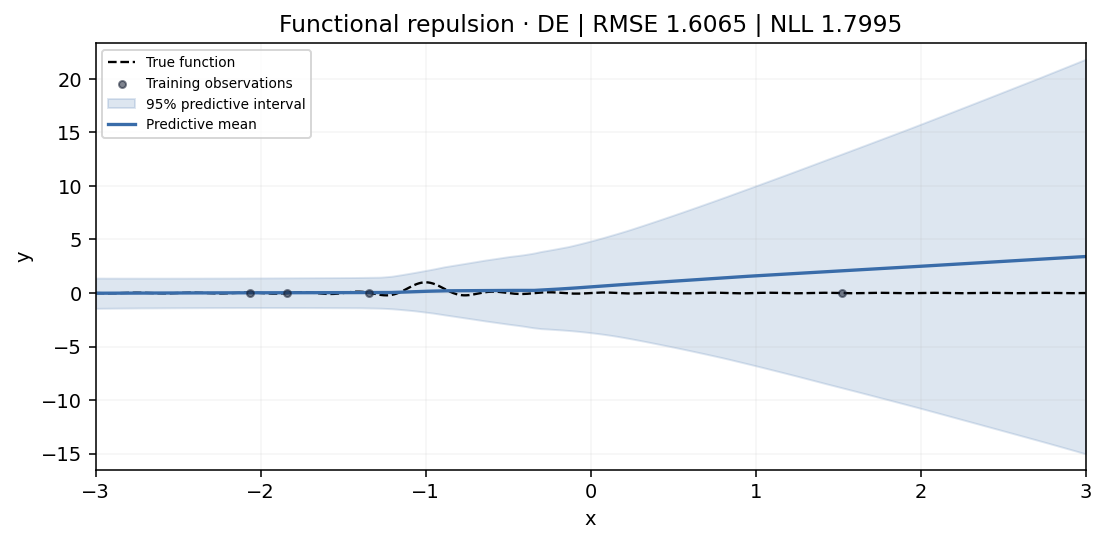 Functional repulsion · DE | RMSE 1.6065 | NLL 1.7995
True function
Training observations
95% predictive interval
Predictive mean
20
15
10
5
0
−5
−10
−15
y
−3 −2 −1 0 1 2 3
x